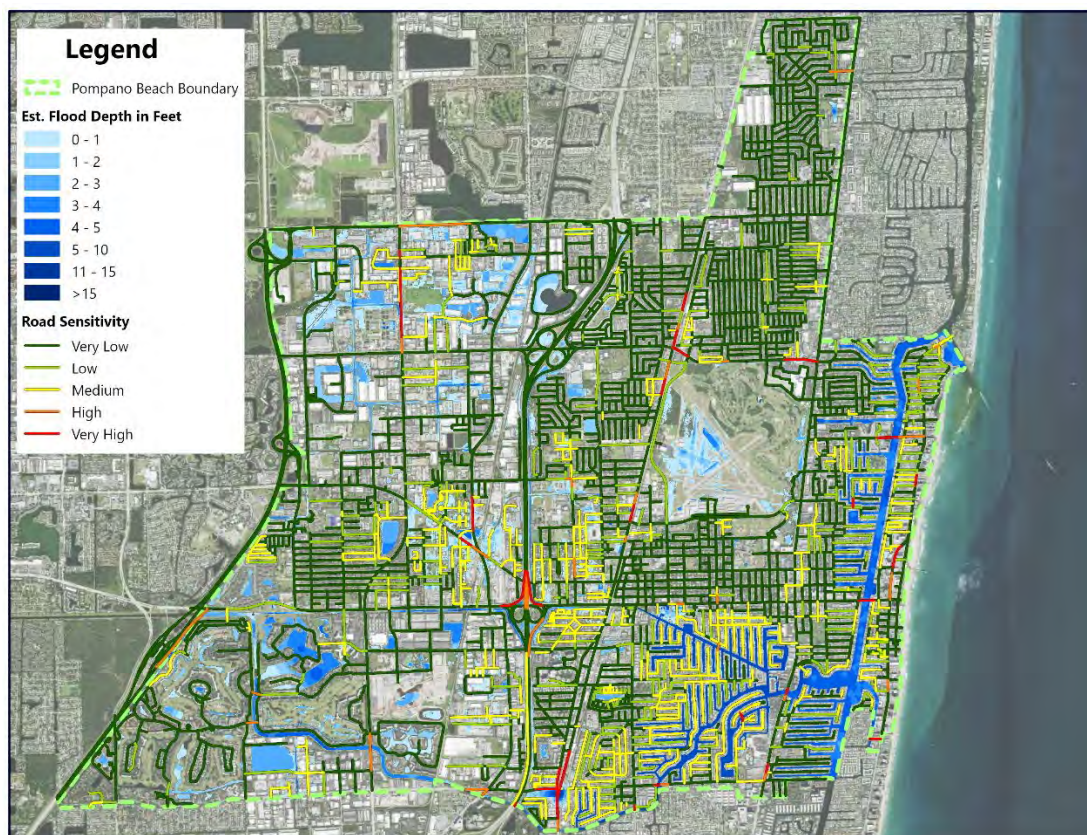 Legend
Pompano Beach Boundary
Est. Flood Depth in Feet
0 - 1
1 - 2
2 - 3
3 - 4
4 - 5
5 - 10
11 - 15
>15
Road Sensitivity
Very Low
Low
Medium
High
Very High